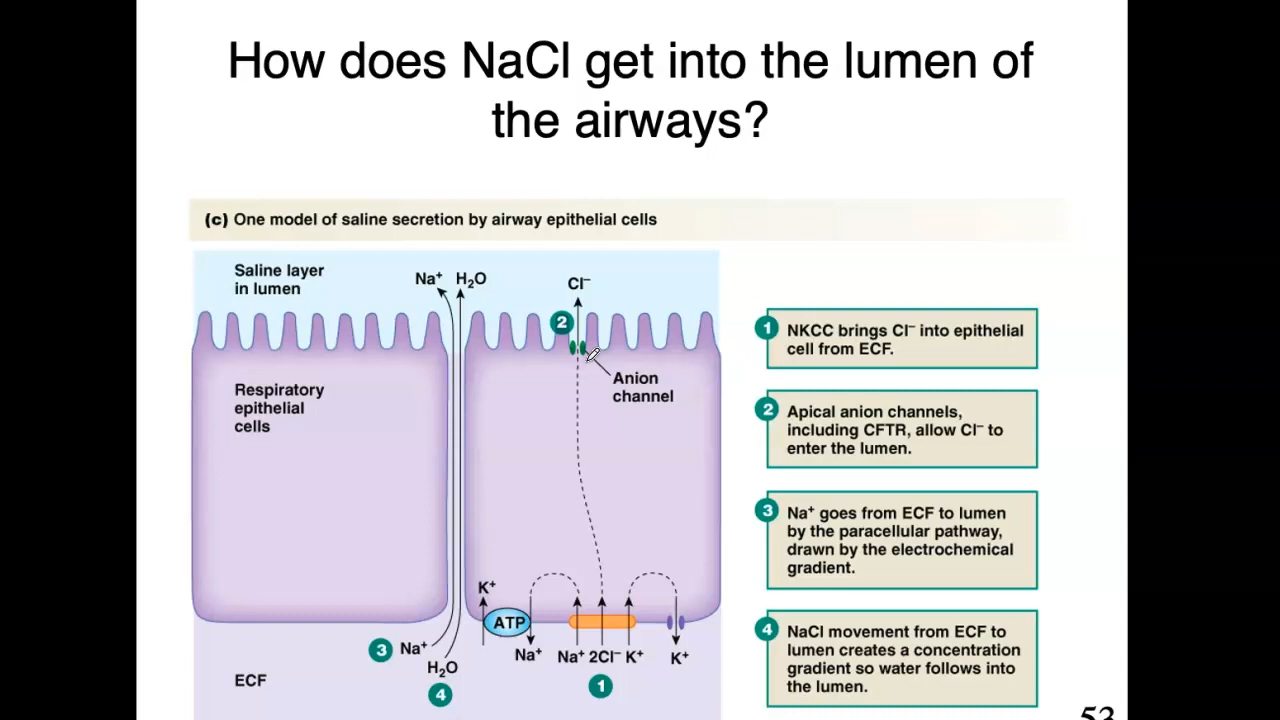 How does NaCl get into the lumen of
the airways?
(c) One model of saline secretion by airway epithelial cells
Saline layer
in lumen
Na⁺ H₂O
Cl⁻
2
Respiratory
epithelial
cells
Anion
channel
K⁺
ATP
3 Na⁺
H₂O
4
Na⁺ Na⁺ 2Cl⁻ K⁺ K⁺
1
ECF
1 NKCC brings Cl⁻ into epithelial
cell from ECF.
2 Apical anion channels,
including CFTR, allow Cl⁻ to
enter the lumen.
3 Na⁺ goes from ECF to lumen
by the paracellular pathway,
drawn by the electrochemical
gradient.
4 NaCl movement from ECF to
lumen creates a concentration
gradient so water follows into
the lumen.
53